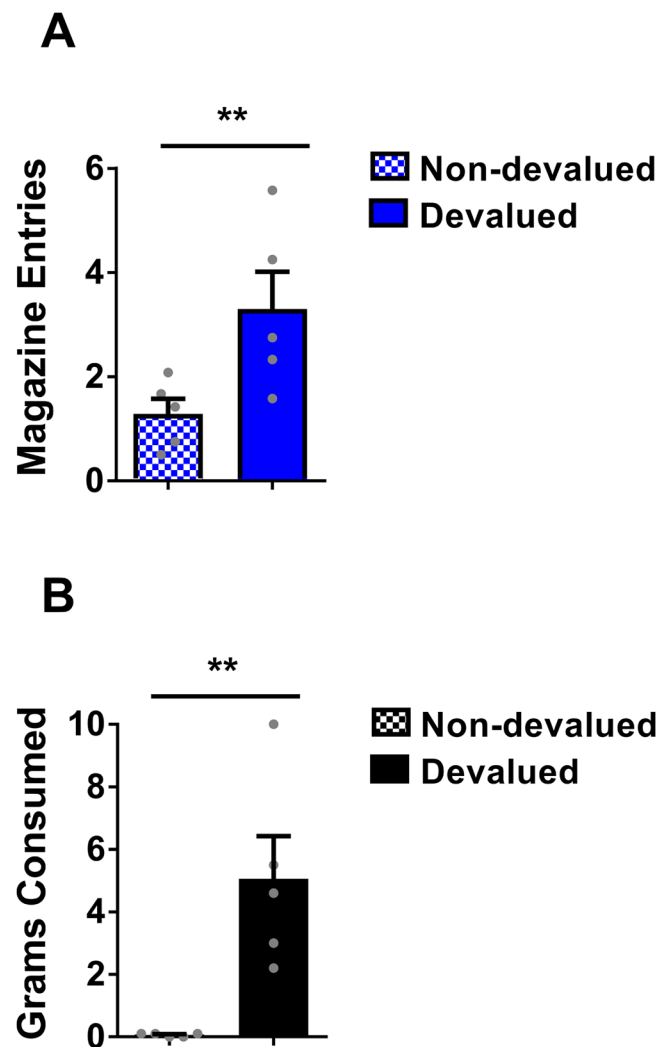 A
**
Magazine Entries
6
4
2
0
Non-devalued
Devalued
B
**
Grams Consumed
10
8
6
4
2
0
Non-devalued
Devalued